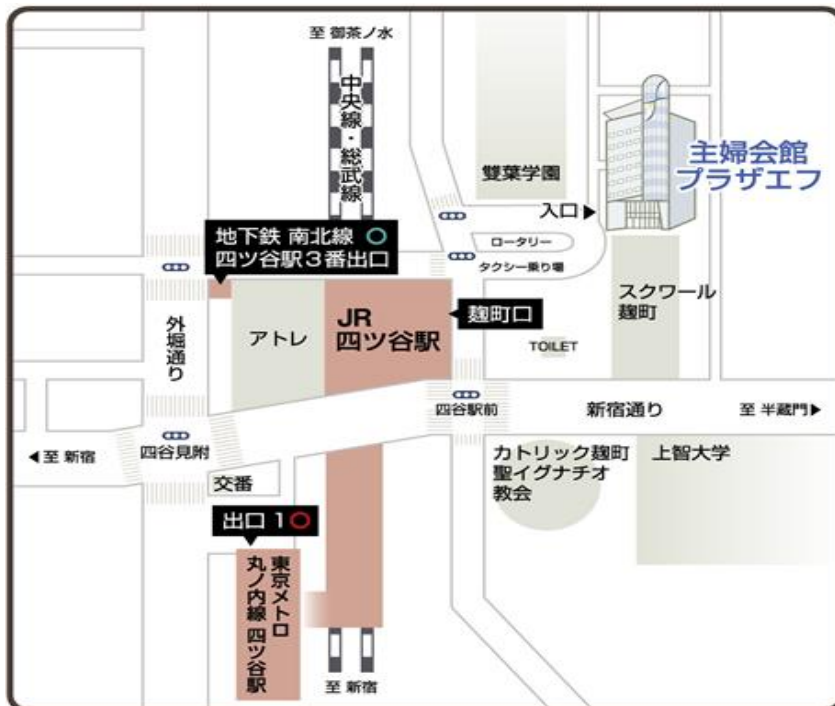 至 御茶ノ水
中央線・総武線
雙葉学園
主婦会館
プラザエフ
入口▶
ロータリー
タクシー乗り場
地下鉄 南北線
四ツ谷駅3番出口
スクワール
麹町
外堀通り
アトレ
JR
四ツ谷駅
麹町口
TOILET
四谷駅前
新宿通り
至 半蔵門▶
◀至 新宿
四谷見附
交番
カトリック麹町
聖イグナチオ
教会
上智大学
出口 1
東京メトロ
丸ノ内線 四ツ谷駅
至 新宿